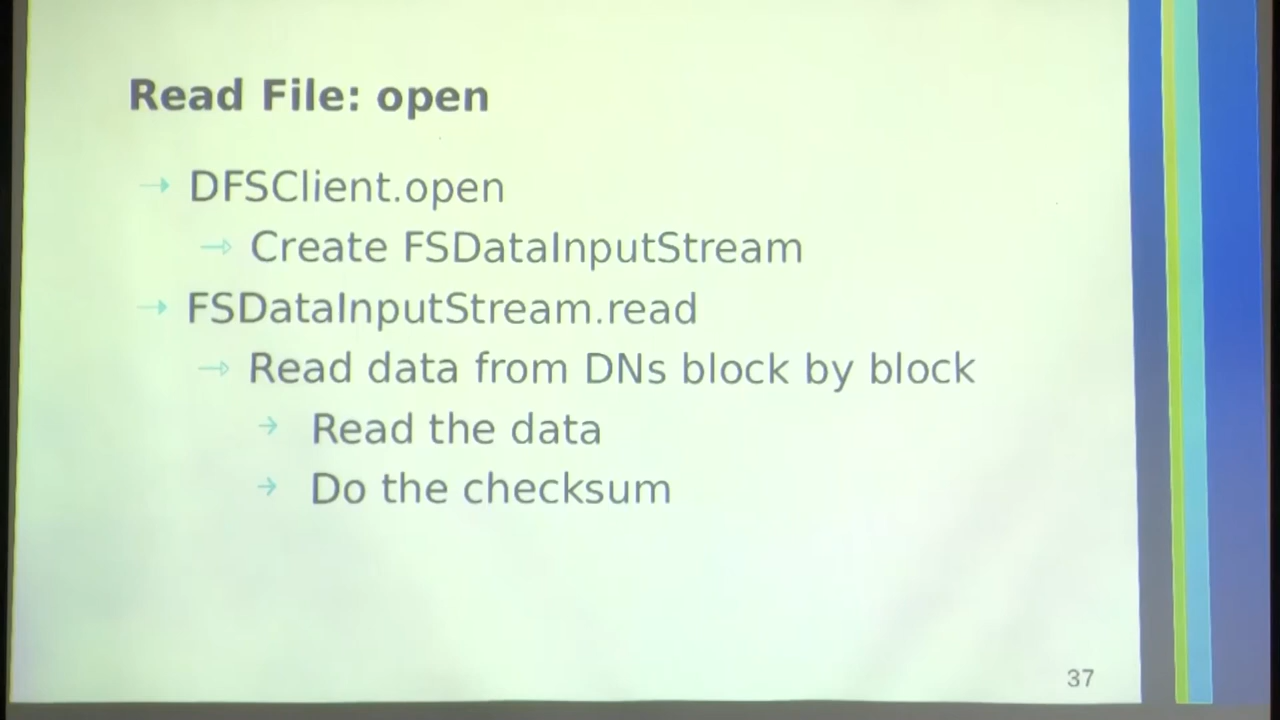 Read File: open
DFSClient.open
Create FSDataInputStream
FSDataInputStream.read
Read data from DNs block by block
Read the data
Do the checksum
37